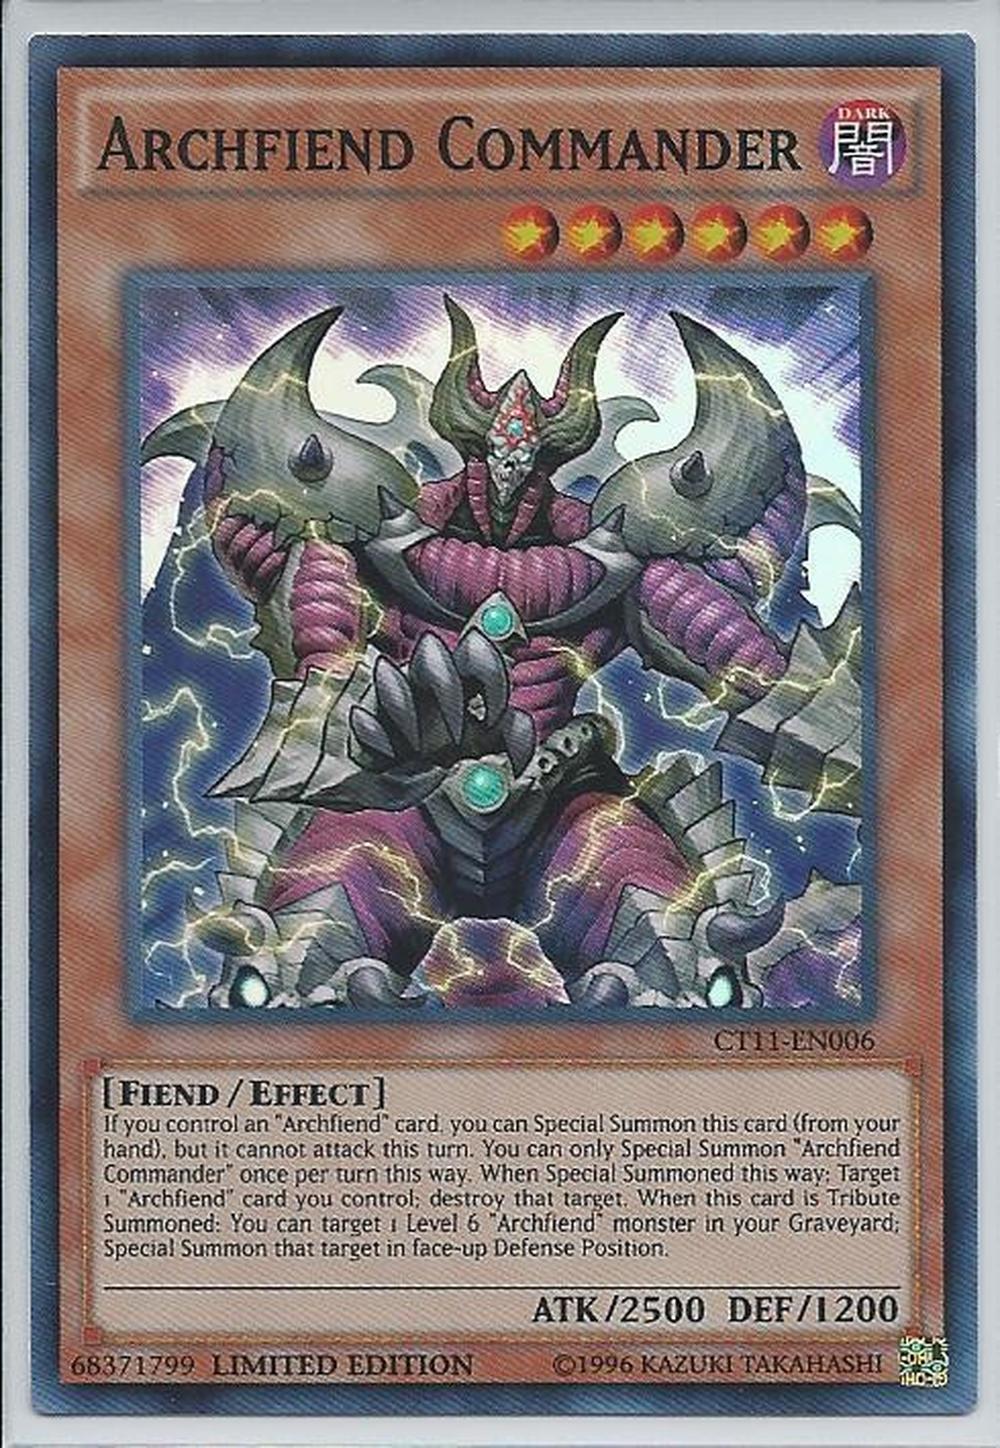 ARCHFIEND COMMANDER
DARK
闇
CT11-EN006
[FIEND / EFFECT]
If you control an "Archfiend" card, you can Special Summon this card (from your
hand), but it cannot attack this turn. You can only Special Summon "Archfiend
Commander" once per turn this way. When Special Summoned this way: Target
1 "Archfiend" card you control; destroy that target. When this card is Tribute
Summoned: You can target 1 Level 6 "Archfiend" monster in your Graveyard;
Special Summon that target in face-up Defense Position.
ATK/2500 DEF/1200
68371799 LIMITED EDITION ©1996 KAZUKI TAKAHASHI